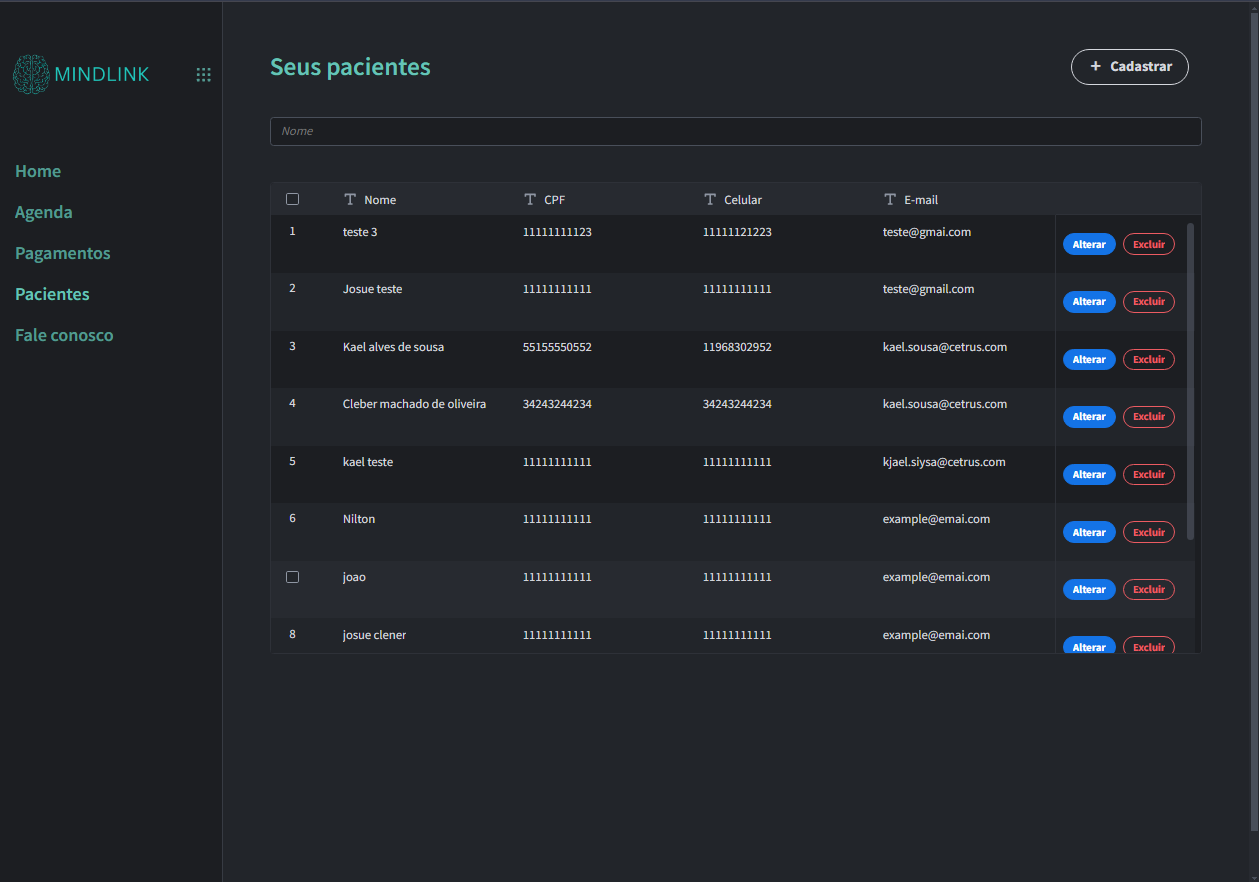 MINDLINK
Home
Agenda
Pagamentos
Pacientes
Fale conosco
Seus pacientes
+ Cadastrar
Nome
Nome CPF Celular E-mail
1 teste 3 11111111123 11111121223 teste@gmai.com Alterar Excluir
2 Josue teste 11111111111 11111111111 teste@gmail.com Alterar Excluir
3 Kael alves de sousa 55155550552 11968302952 kael.sousa@cetrus.com Alterar Excluir
4 Cleber machado de oliveira 34243244234 34243244234 kael.sousa@cetrus.com Alterar Excluir
5 kael teste 11111111111 11111111111 kjael.siysa@cetrus.com Alterar Excluir
6 Nilton 11111111111 11111111111 example@emai.com Alterar Excluir
joao 11111111111 11111111111 example@emai.com Alterar Excluir
8 josue clener 11111111111 11111111111 example@emai.com Alterar Excluir